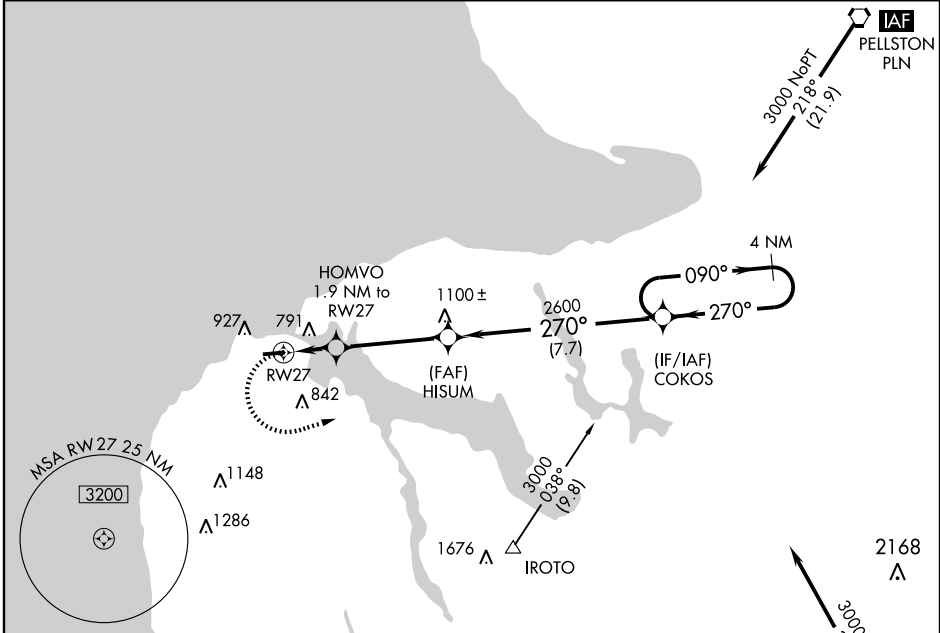 IAF
PELLSTON
PLN
3000 NoPT
218°
(21.9)
4 NM
090°
270°
HOMVO
1.9 NM to
RW27
1100 ±
2600
270°
(7.7)
927
791
(FAF)
HISUM
(IF/IAF)
COKOS
RW27
842
MSA RW27 25 NM
3200
1148
1286
3000
038°
(9.8)
1676
IROTO
2168
3000